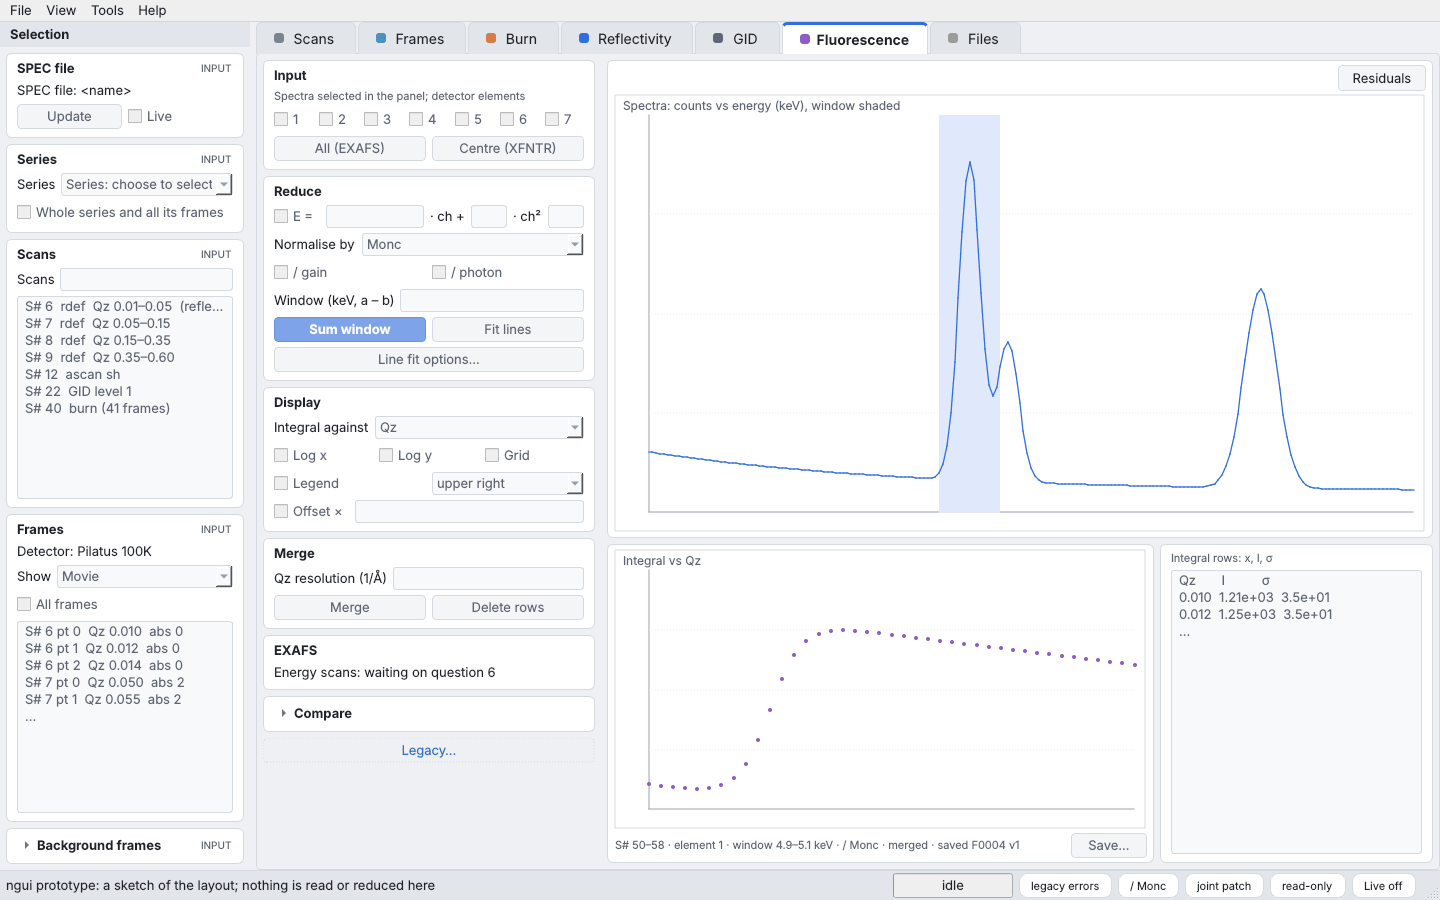 File View Tools Help
Selection
SPEC file INPUT
SPEC file: <name>
Update Live
Series INPUT
Series Series: choose to select
Whole series and all its frames
Scans INPUT
Scans
S# 6 rdef Qz 0.01–0.05 (refle...
S# 7 rdef Qz 0.05–0.15
S# 8 rdef Qz 0.15–0.35
S# 9 rdef Qz 0.35–0.60
S# 12 ascan sh
S# 22 GID level 1
S# 40 burn (41 frames)
Frames INPUT
Detector: Pilatus 100K
Show Movie
All frames
S# 6 pt 0 Qz 0.010 abs 0
S# 6 pt 1 Qz 0.012 abs 0
S# 6 pt 2 Qz 0.014 abs 0
S# 7 pt 0 Qz 0.050 abs 2
S# 7 pt 1 Qz 0.055 abs 2
...
Background frames INPUT
Scans Frames Burn Reflectivity GID Fluorescence Files
Input
Spectra selected in the panel; detector elements
1 2 3 4 5 6 7
All (EXAFS) Centre (XFNTR)
Reduce
E = · ch + · ch²
Normalise by Monc
/ gain / photon
Window (keV, a – b)
Sum window Fit lines
Line fit options...
Display
Integral against Qz
Log x Log y Grid
Legend upper right
Offset ×
Merge
Qz resolution (1/Å)
Merge Delete rows
EXAFS
Energy scans: waiting on question 6
Compare
Legacy...
Residuals
Spectra: counts vs energy (keV), window shaded
Integral vs Qz
S# 50–58 · element 1 · window 4.9–5.1 keV · / Monc · merged · saved F0004 v1
Save...
Integral rows: x, I, σ
Qz I σ
0.010 1.21e+03 3.5e+01
0.012 1.25e+03 3.5e+01
...
ngui prototype: a sketch of the layout; nothing is read or reduced here
idle legacy errors / Monc joint patch read-only Live off